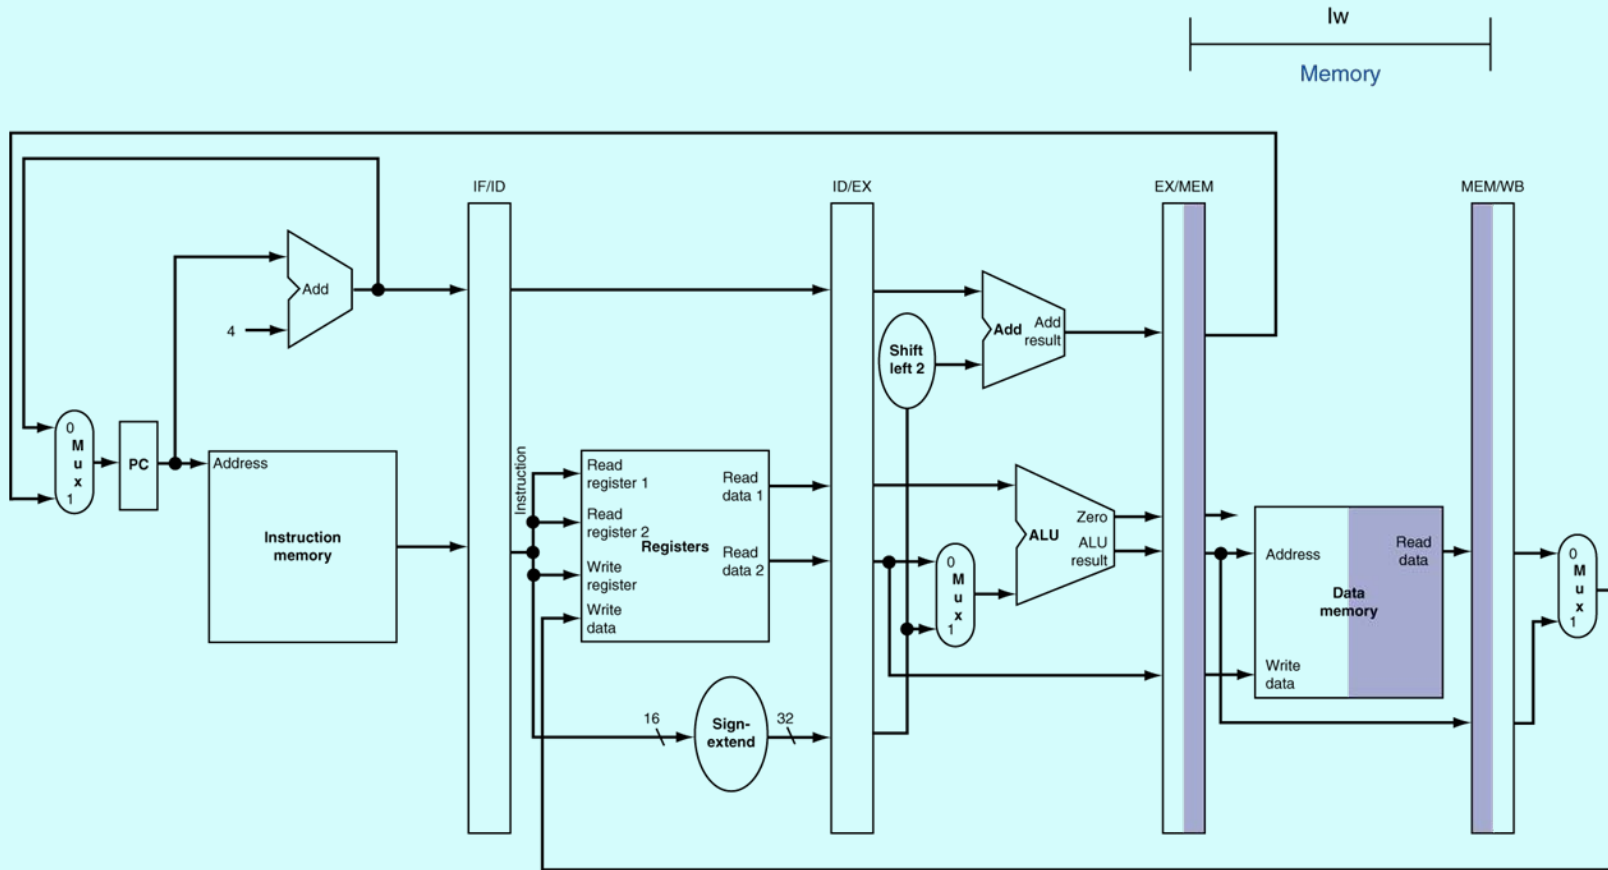 lw
Memory
IF/ID
ID/EX
EX/MEM
MEM/WB
Add
4
Add
Add
result
Shift
left 2
0
M
u
x
1
PC
Address
Instruction
memory
Instruction
Read
register 1
Read
register 2
Write
register
Write
data
Registers
Read
data 1
Read
data 2
16
Sign-
extend
32
0
M
u
x
1
ALU
Zero
ALU
result
Address
Read
data
Data
memory
Write
data
0
M
u
x
1